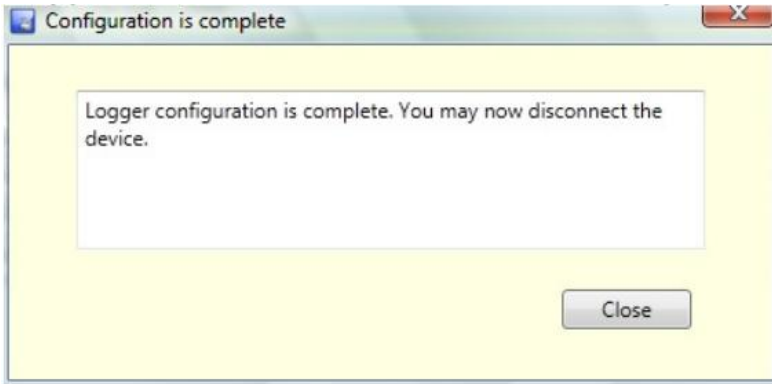 Configuration is complete
Logger configuration is complete. You may now disconnect the
device.
Close